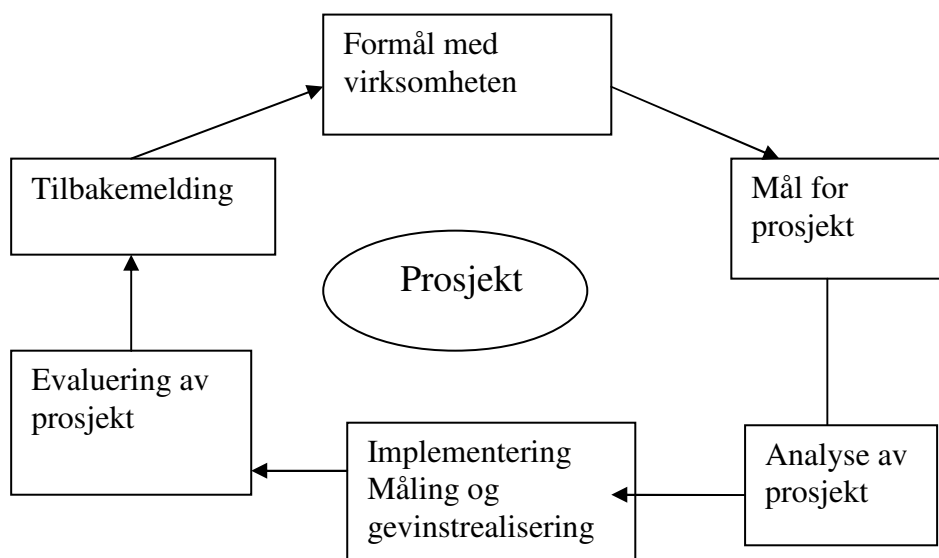 Formål med
virksomheten
Mål for
prosjekt
Analyse av
prosjekt
Implementering
Måling og
gevinstrealisering
Evaluering av
prosjekt
Tilbakemelding
Prosjekt